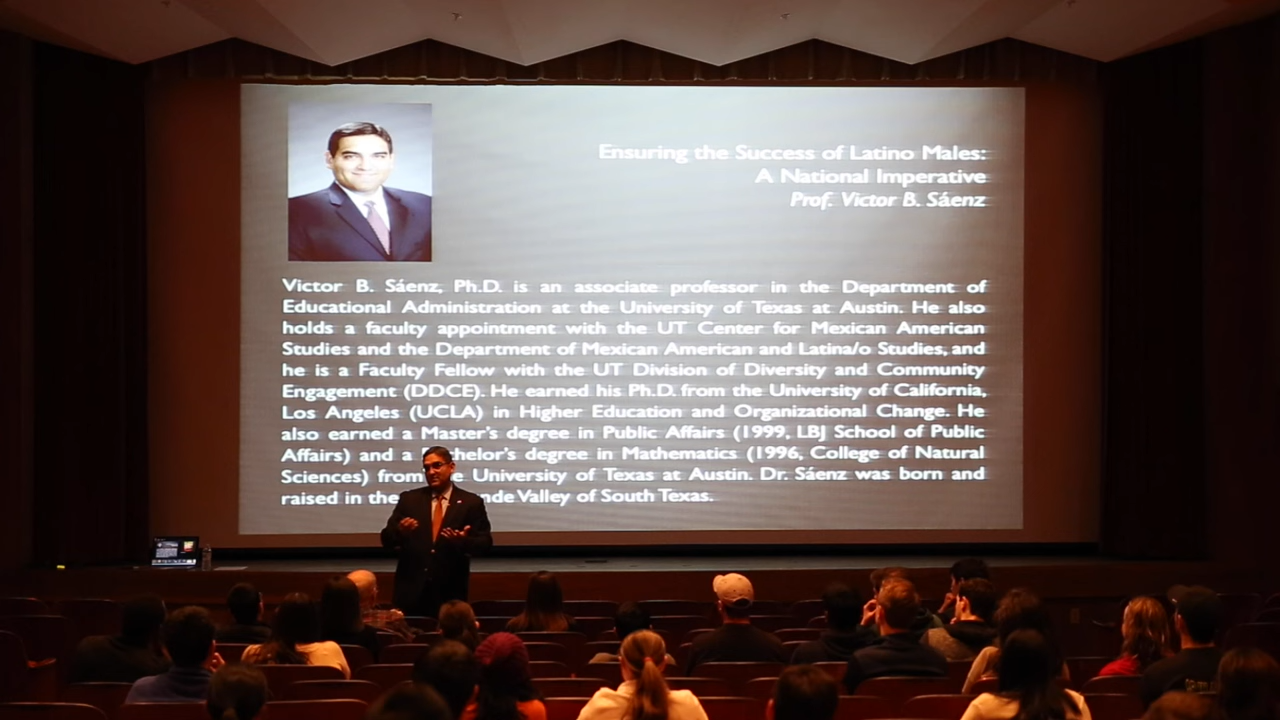 Ensuring the Success of Latino Males:
A National Imperative
Prof. Victor B. Sáenz
Victor B. Sáenz, Ph.D. is an associate professor in the Department of
Educational Administration at the University of Texas at Austin. He also
holds a faculty appointment with the UT Center for Mexican American
Studies and the Department of Mexican American and Latina/o Studies, and
he is a Faculty Fellow with the UT Division of Diversity and Community
Engagement (DDCE). He earned his Ph.D. from the University of California,
Los Angeles (UCLA) in Higher Education and Organizational Change. He
also earned a Master's degree in Public Affairs (1999, LBJ School of Public
Affairs) and a degree in Mathematics (1996, College of Natural
Sciences) from University of Texas at Austin. Dr. Sáenz was born and
raised in the Valley of South Texas.